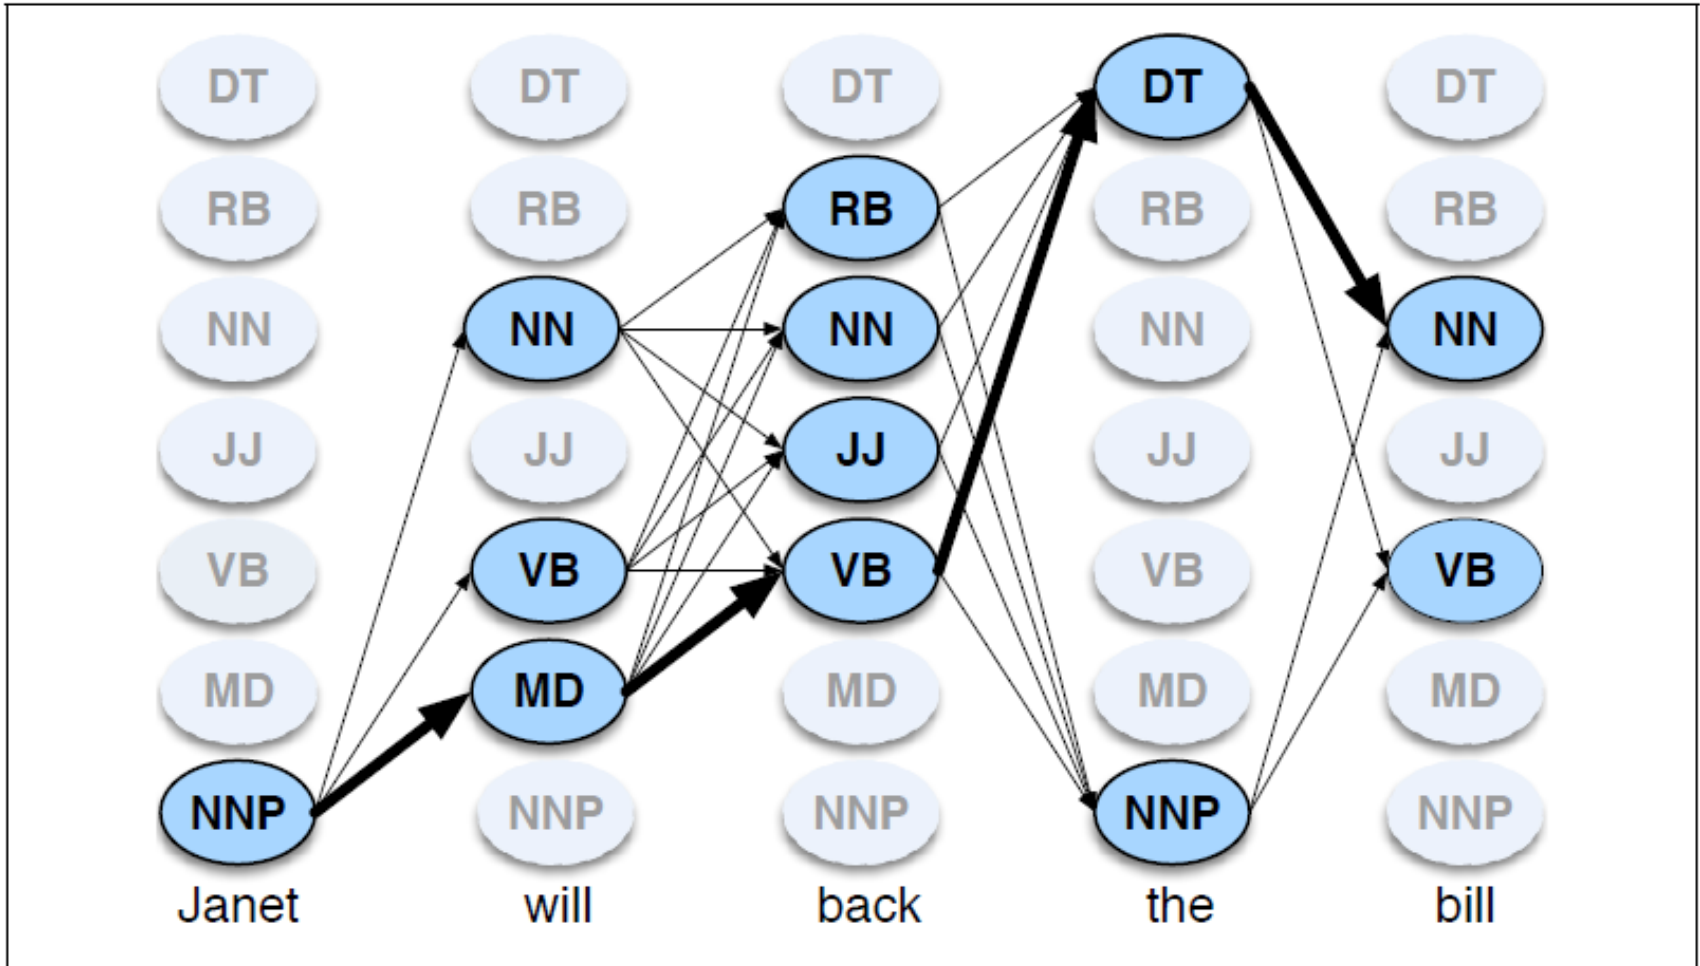 DT DT DT DT DT
RB RB RB RB RB
NN NN NN NN NN
JJ JJ JJ JJ JJ
VB VB VB VB VB
MD MD MD MD MD
NNP NNP NNP NNP NNP
Janet will back the bill